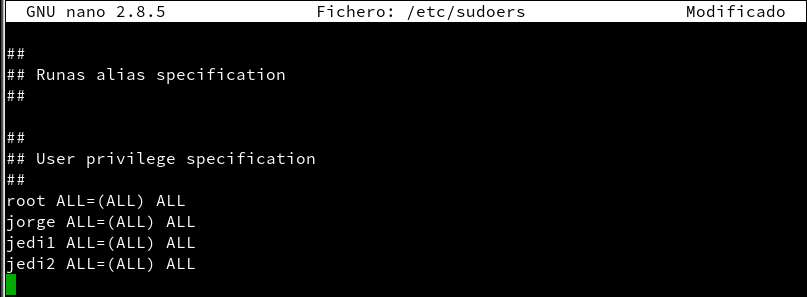 GNU nano 2.8.5 Fichero: /etc/sudoers Modificado
##
## Runas alias specification
##
##
## User privilege specification
##
root ALL=(ALL) ALL
jorge ALL=(ALL) ALL
jedi1 ALL=(ALL) ALL
jedi2 ALL=(ALL) ALL